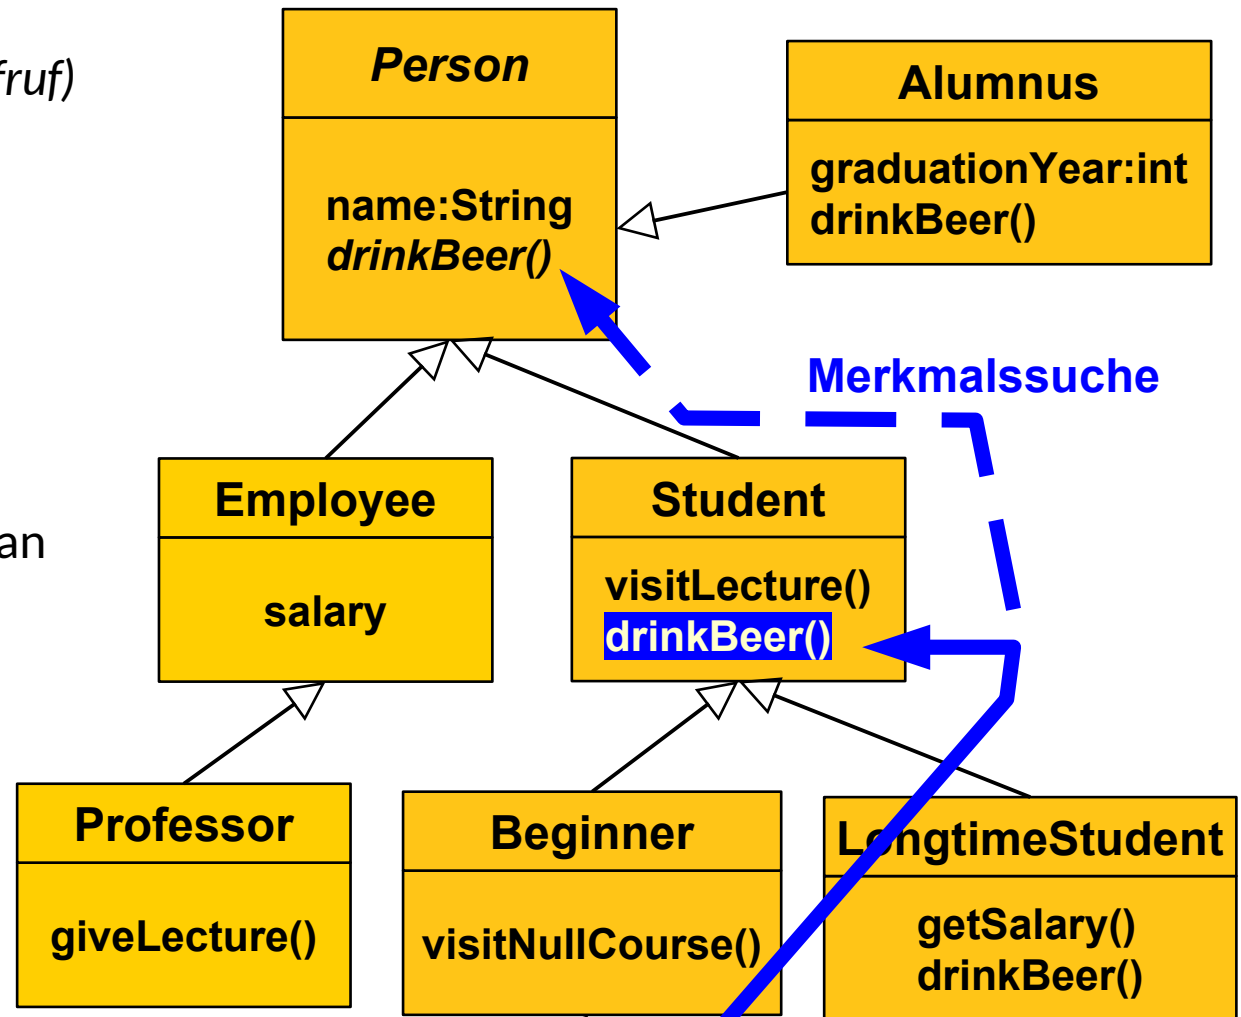 fruf)
Person
name:String
drinkBeer()
Alumnus
graduationYear:int
drinkBeer()
Merkmalssuche
an
Employee
salary
Student
visitLecture()
drinkBeer()
Professor
giveLecture()
Beginner
visitNullCourse()
LongtimeStudent
getSalary()
drinkBeer()